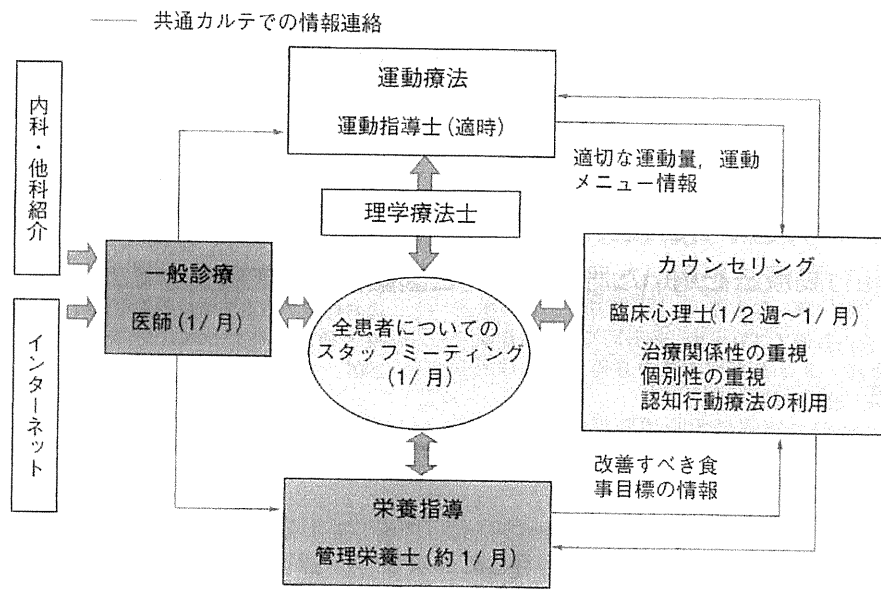 共通カルテでの情報連絡
内科・他科紹介
インターネット
運動療法
運動指導士(適時)
適切な運動量，運動
メニュー情報
理学療法士
一般診療
医師(1/月)
全患者についての
スタッフミーティング
(1/月)
カウンセリング
臨床心理士(1/2週〜1/月)
治療関係性の重視
個別性の重視
認知行動療法の利用
改善すべき食
事目標の情報
栄養指導
管理栄養士(約1/月)